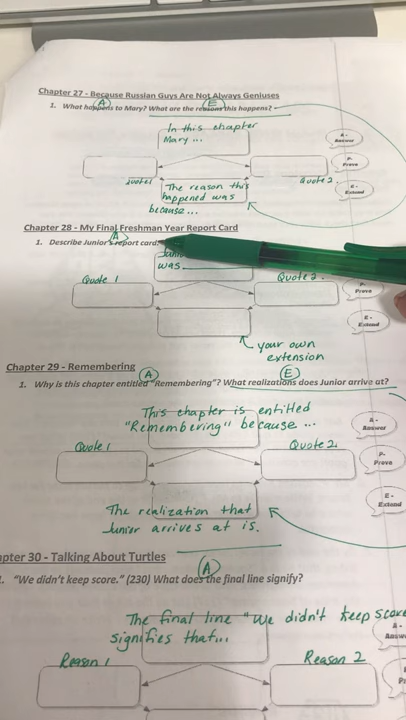 Chapter 27 - Because Russian Guys Are Not Always Geniuses
A E
1. What happens to Mary? What are the reasons this happens?
In this chapter
Mary ...
A -
Answer
P-
Prove
quote 1
Quote 2.
E -
Extend
The reason this
happened was
because ...
Chapter 28 - My Final Freshman Year Report Card
A
1. Describe Junior's report card.
was
Quote 1
Quote 2
P-
Prove
E -
Extend
your own
extension
Chapter 29 - Remembering
A E
1. Why is this chapter entitled "Remembering"? What realizations does Junior arrive at?
This chapter is entitled
"Remembering" because ...
A -
Answer
Quote 1
Quote 2
P-
Prove
E -
Extend
The realization that
Junior arrives at is.
pter 30 - Talking About Turtles
A
"We didn't keep score." (230) What does the final line signify?
The final line "We didn't keep score
signifies that...
A -
Answ
Reason 1
Reason 2